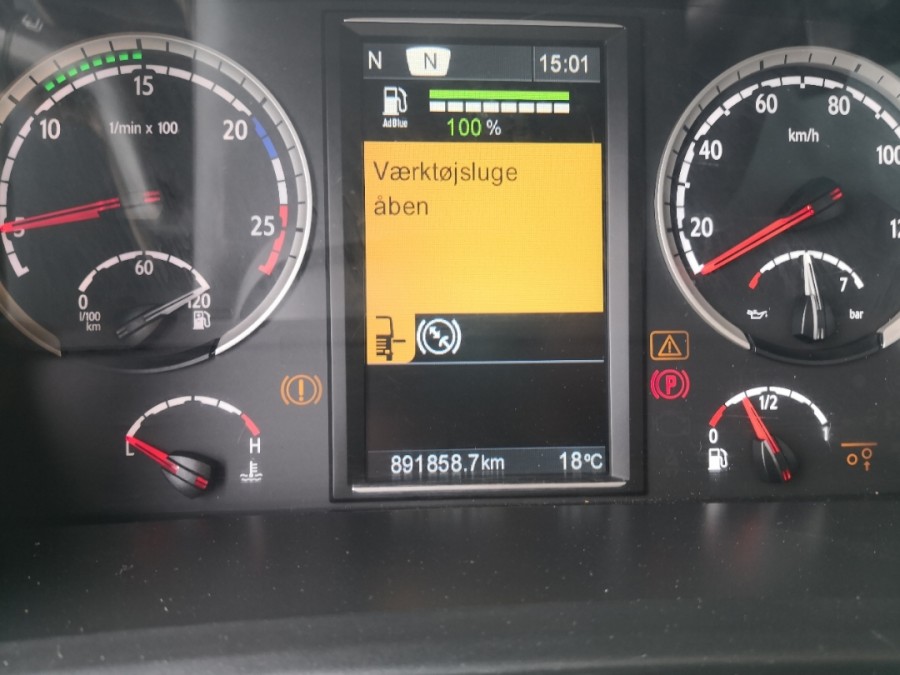 N N 15:01
AdBlue
100 %
Værktøjsluge
åben
891858.7km 18°C
5 10 15 20 25
1/min x 100
0 60 120
l/100
km
L H
20 40 60 80 100
km/h
7
bar
P
0 1/2 1